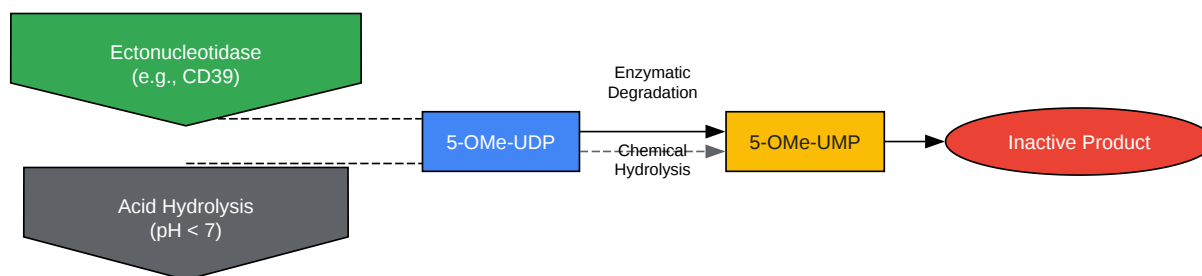 Ectonucleotidase
(e.g., CD39)
Enzymatic
Degradation
5-OMe-UDP
5-OMe-UMP
Inactive Product
Chemical
Hydrolysis
Acid Hydrolysis
(pH < 7)